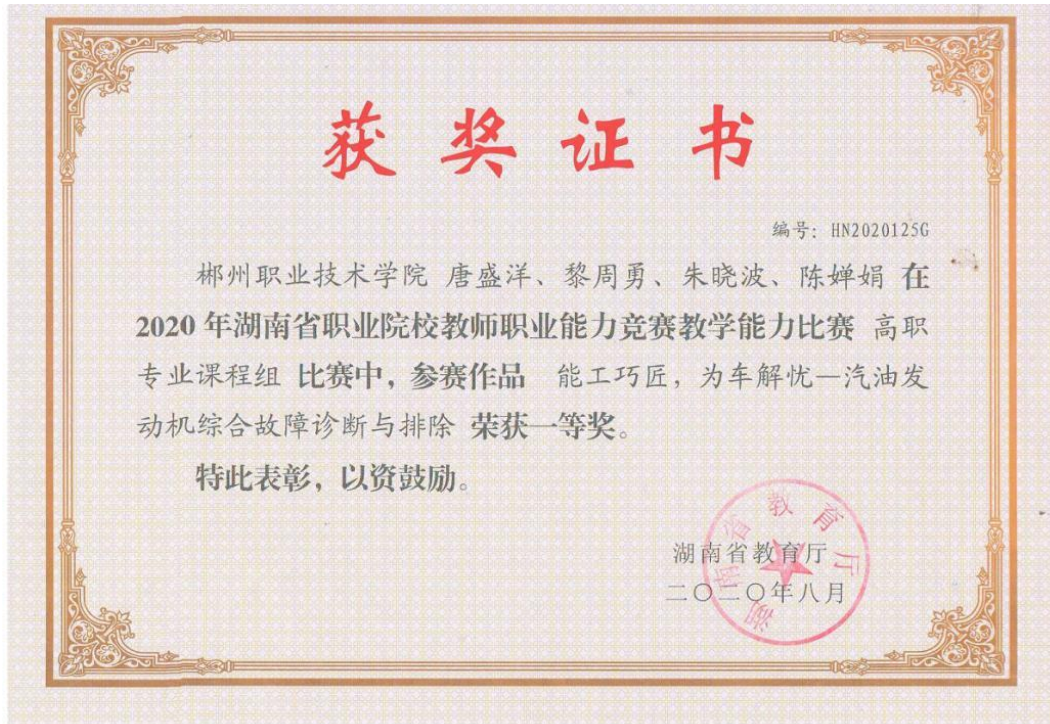 获奖证书
编号：HN2020125G
郴州职业技术学院 唐盛洋、黎周勇、朱晓波、陈婵娟 在
2020年湖南省职业院校教师职业能力竞赛教学能力比赛 高职
专业课程组 比赛中，参赛作品 能工巧匠，为车解忧—汽油发
动机综合故障诊断与排除 荣获一等奖。
特此表彰，以资鼓励。
湖南省教育厅
二〇二〇年八月
湖南省教育厅